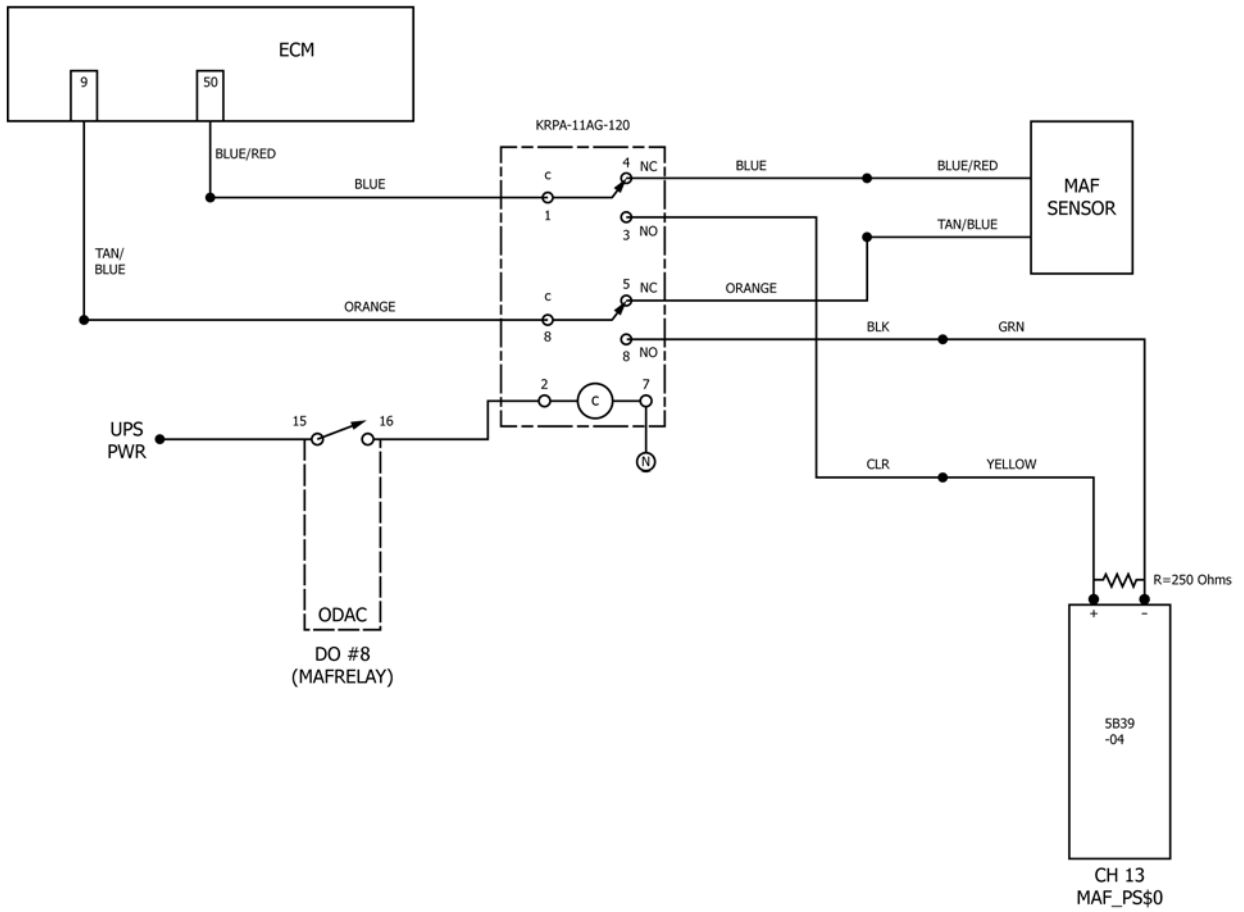 ECM
9
50
KRPA-11AG-120
BLUE/RED
BLUE
c
1
4
NC
3
NO
BLUE
BLUE/RED
MAF
SENSOR
TAN/BLUE
TAN/
BLUE
ORANGE
c
8
5
NC
8
NO
ORANGE
BLK
GRN
2
C
7
N
UPS
PWR
15
16
CLR
YELLOW
ODAC
DO #8
(MAFRELAY)
R=250 Ohms
+
-
5B39
-04
CH 13
MAF_PS$0